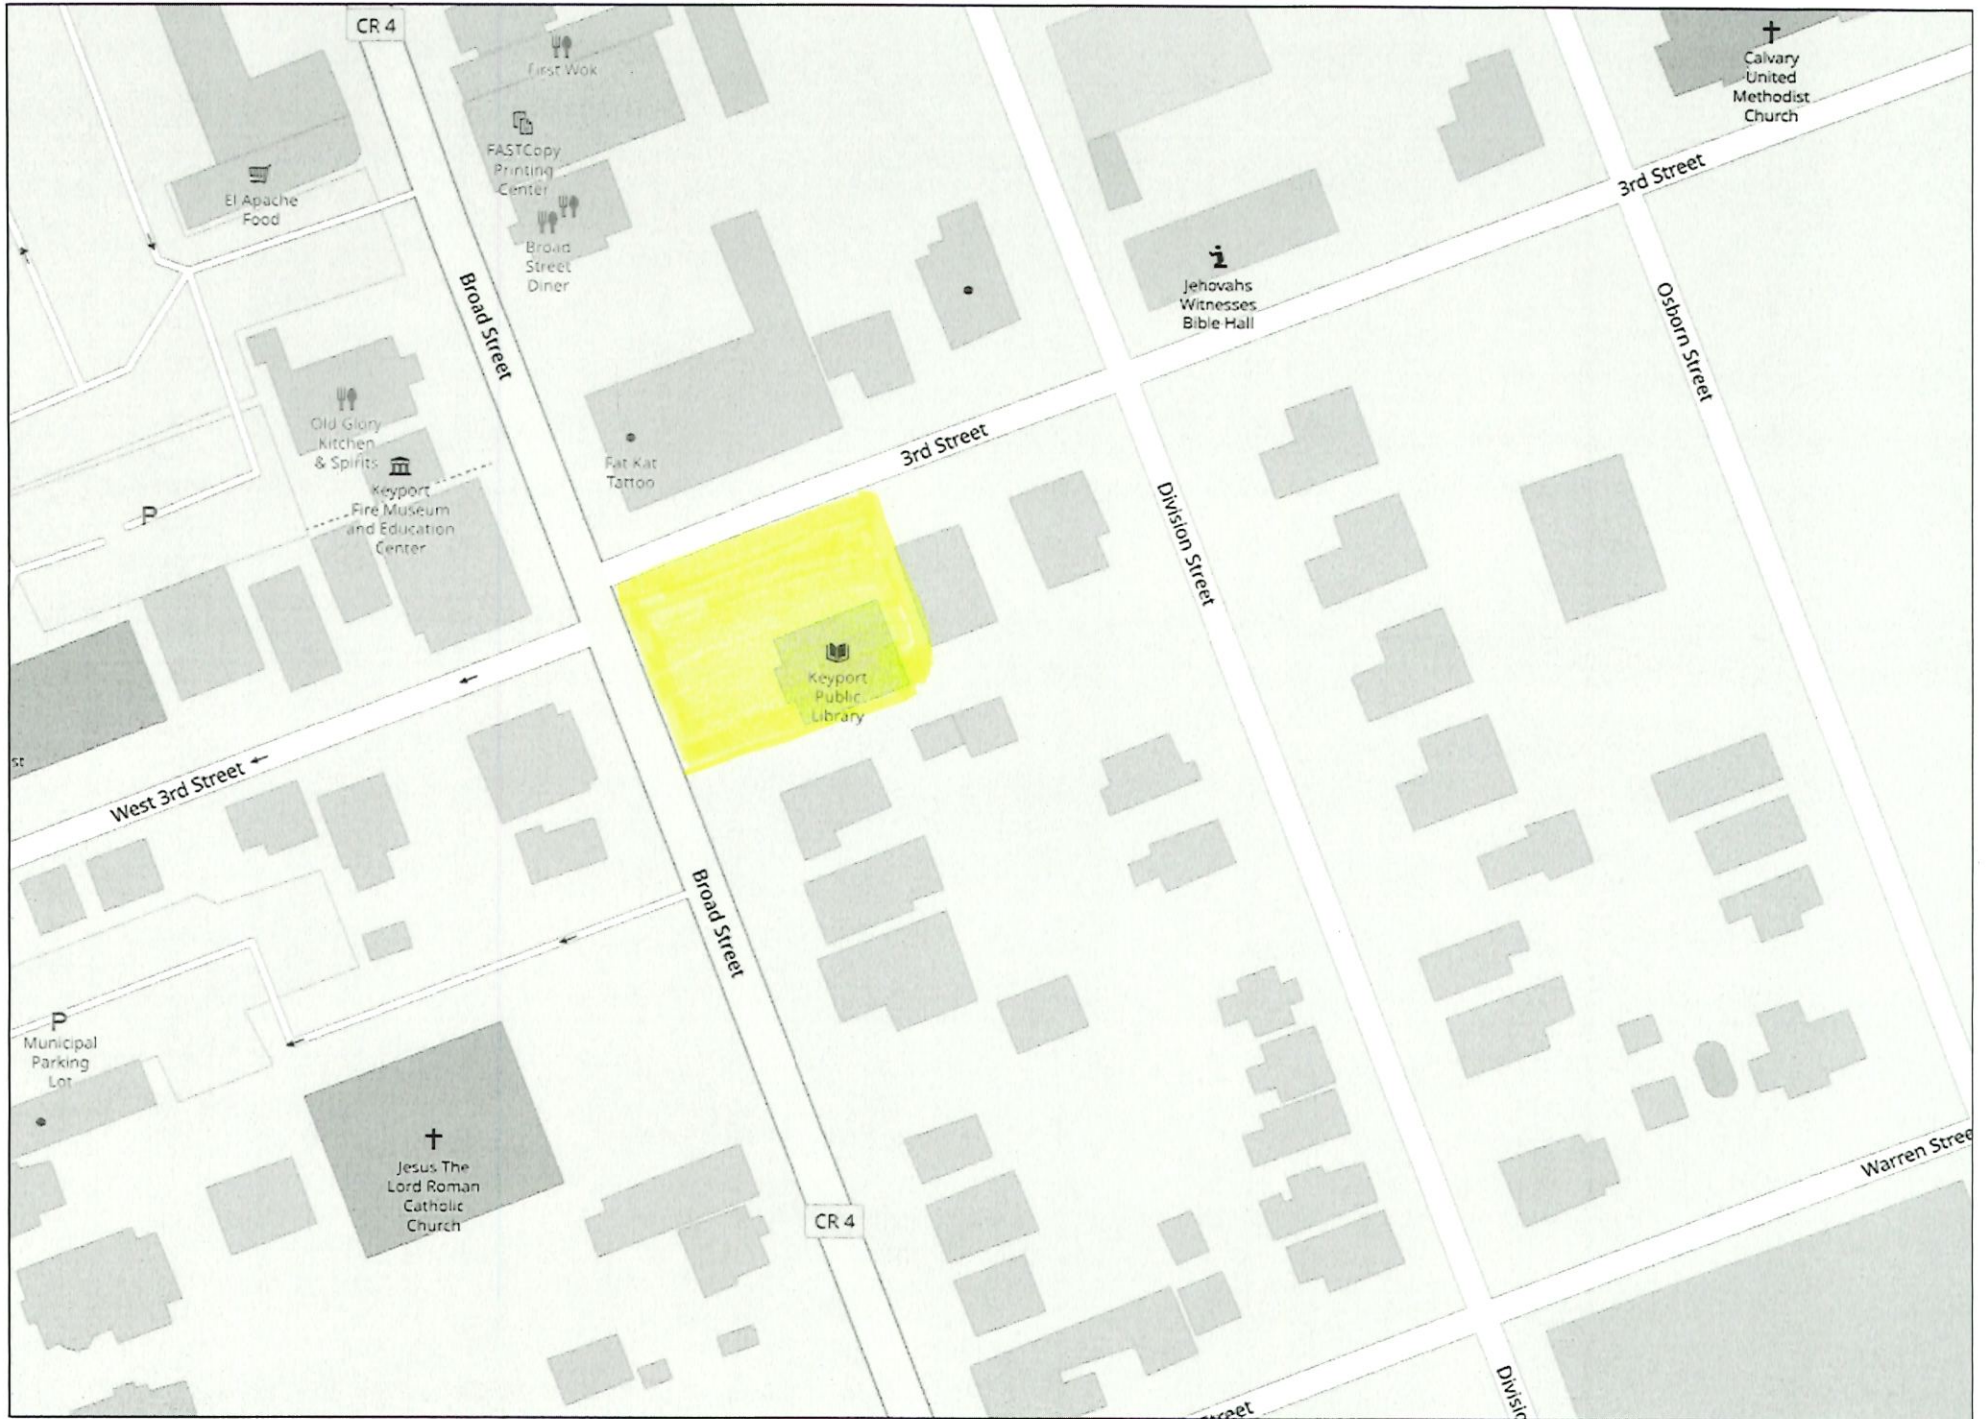 CR 4
First Wok
FASTCopy
Printing
Center
El Apache
Food
Broad
Street
Diner
Calvary
United
Methodist
Church
3rd Street
Jehovahs
Witnesses
Bible Hall
Broad Street
Osborn Street
Old Glory
Kitchen
& Spirits
Keyport
Fire Museum
and Education
Center
P
Fat Kat
Tattoo
3rd Street
Division Street
Keyport
Public
Library
st
West 3rd Street
Broad Street
P
Municipal
Parking
Lot
Jesus The
Lord Roman
Catholic
Church
CR 4
Warren Stree
Divisio
treet